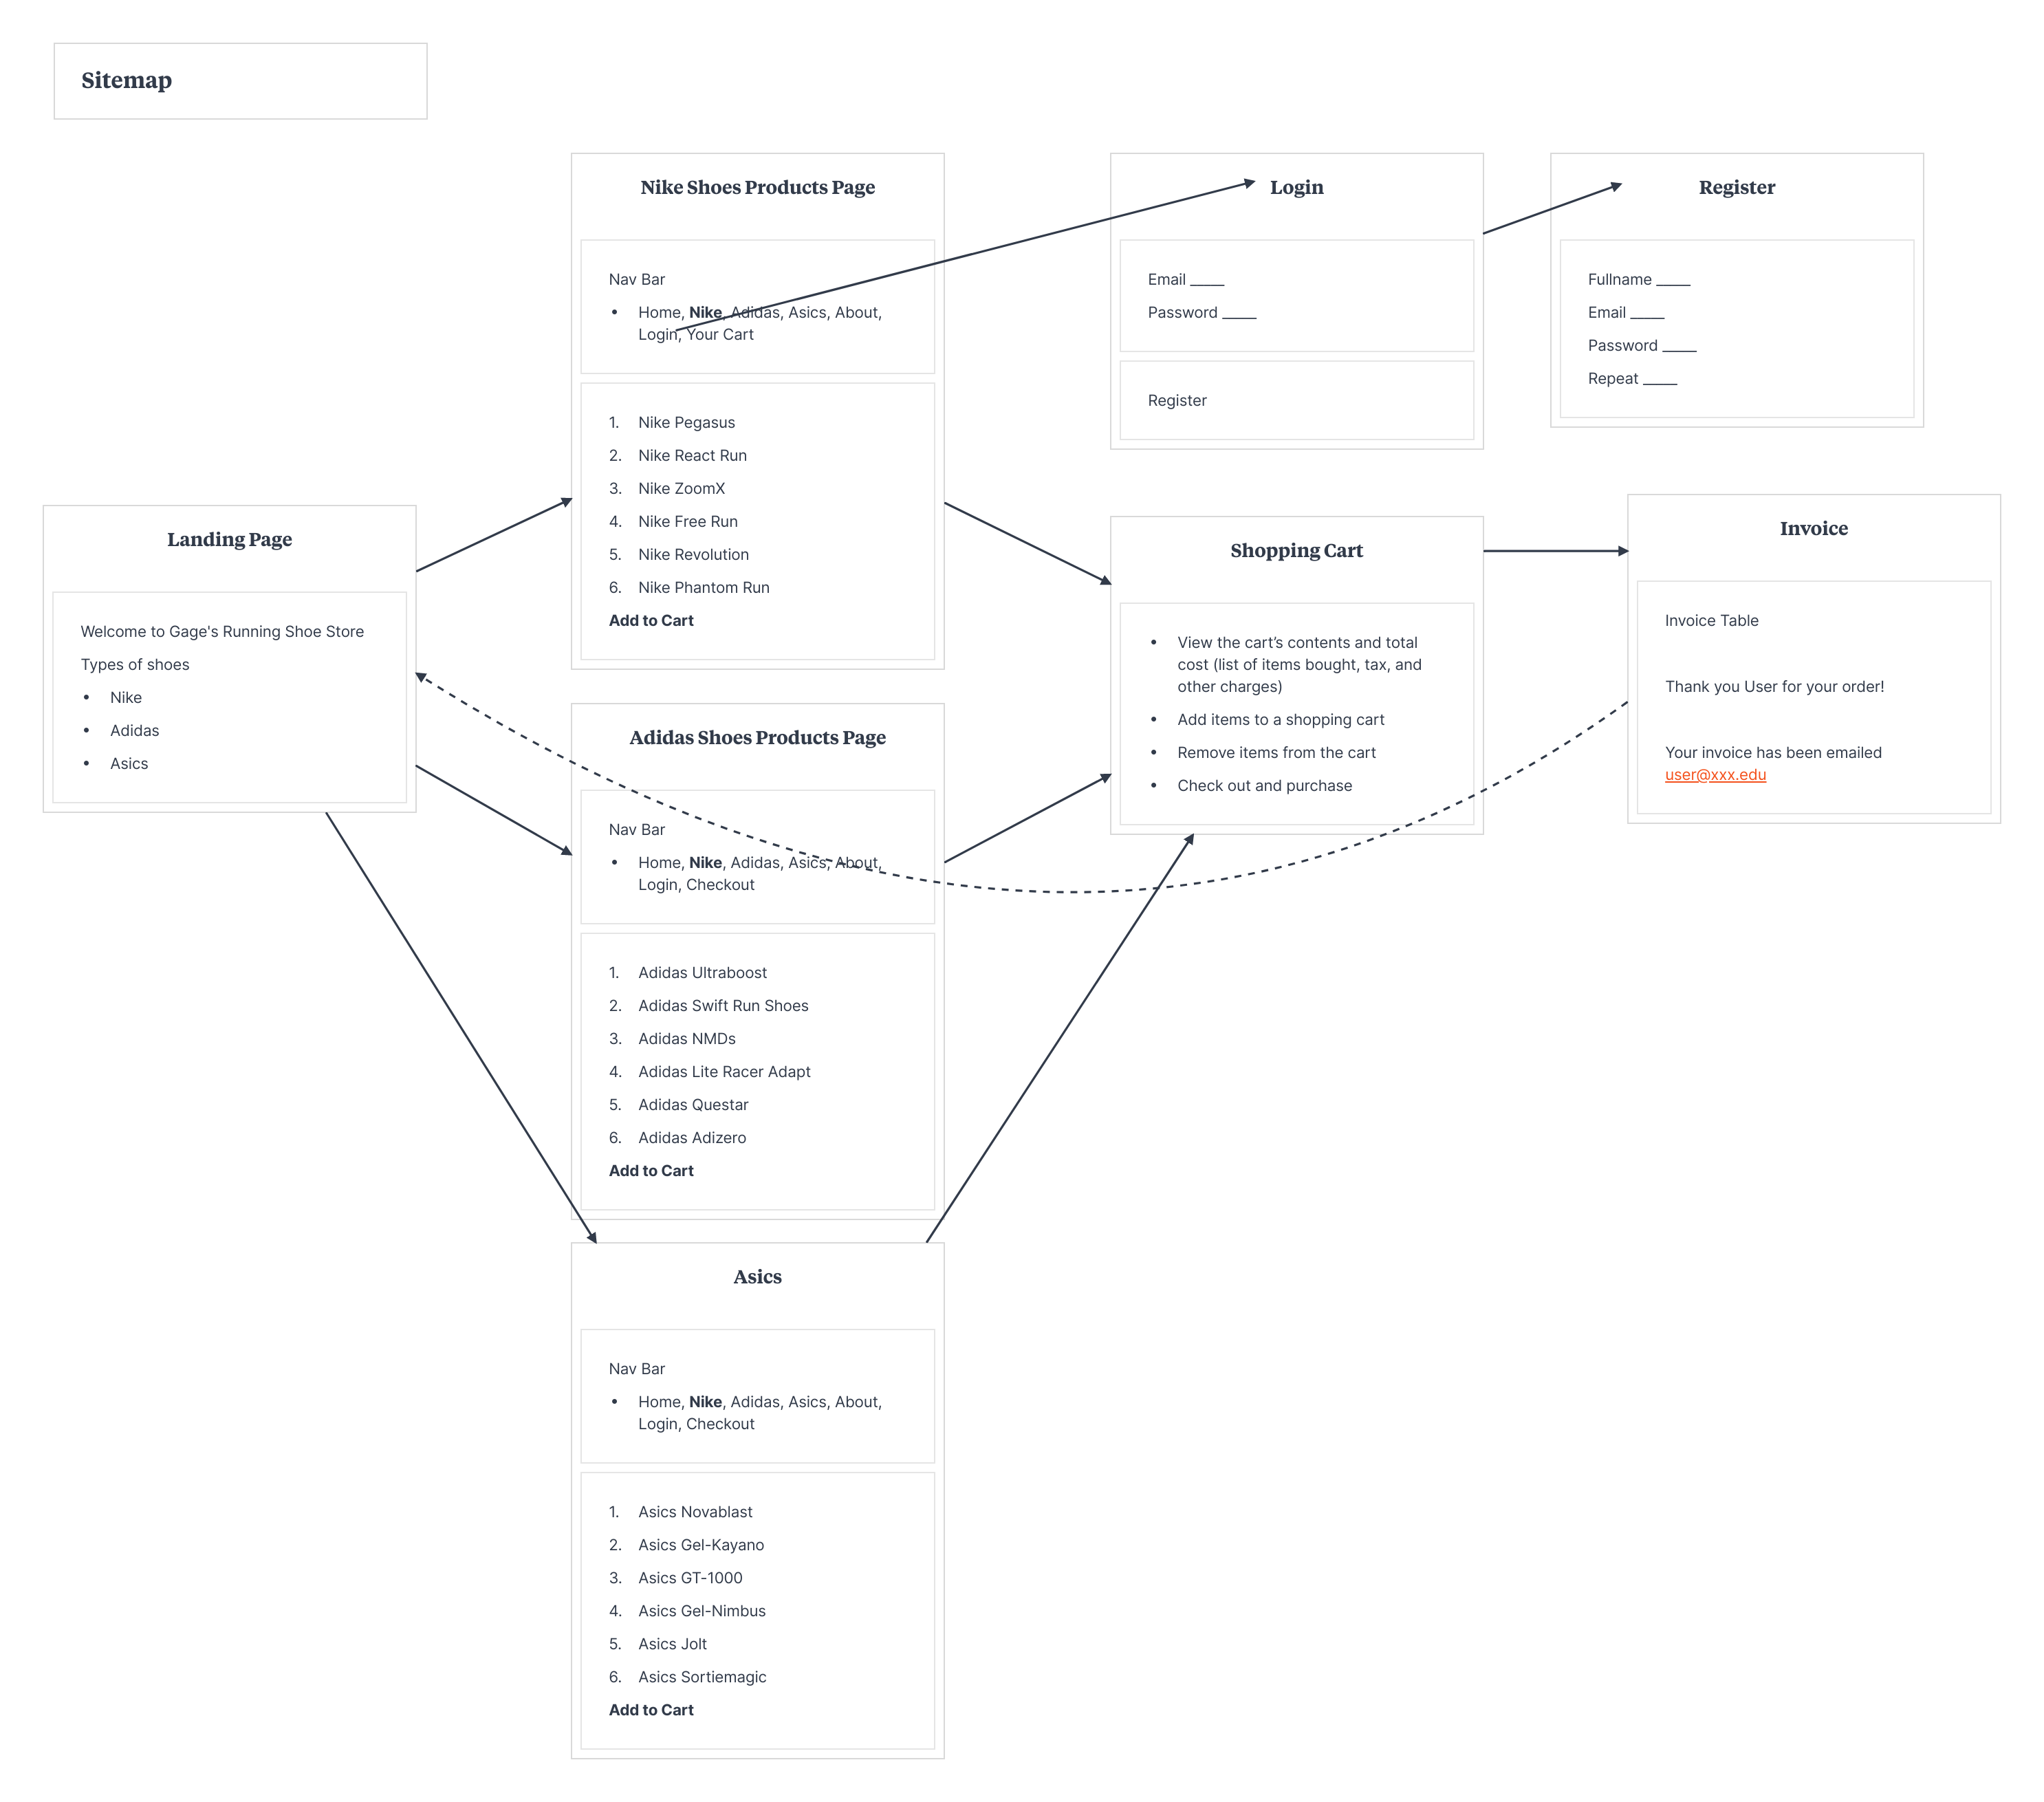 Sitemap
Nike Shoes Products Page
Nav Bar
• Home, Nike, Adidas, Asics, About,
Login, Your Cart
1. Nike Pegasus
2. Nike React Run
3. Nike ZoomX
4. Nike Free Run
5. Nike Revolution
6. Nike Phantom Run
Add to Cart
Login
Email ____
Password ____
Register
Register
Fullname ____
Email ____
Password ____
Repeat ____
Landing Page
Welcome to Gage's Running Shoe Store
Types of shoes
• Nike
• Adidas
• Asics
Shopping Cart
• View the cart’s contents and total
cost (list of items bought, tax, and
other charges)
• Add items to a shopping cart
• Remove items from the cart
• Check out and purchase
Invoice
Invoice Table
Thank you User for your order!
Your invoice has been emailed
user@xxx.edu
Adidas Shoes Products Page
Nav Bar
• Home, Nike, Adidas, Asics, About,
Login, Checkout
1. Adidas Ultraboost
2. Adidas Swift Run Shoes
3. Adidas NMDs
4. Adidas Lite Racer Adapt
5. Adidas Questar
6. Adidas Adizero
Add to Cart
Asics
Nav Bar
• Home, Nike, Adidas, Asics, About,
Login, Checkout
1. Asics Novablast
2. Asics Gel-Kayano
3. Asics GT-1000
4. Asics Gel-Nimbus
5. Asics Jolt
6. Asics Sortiemagic
Add to Cart